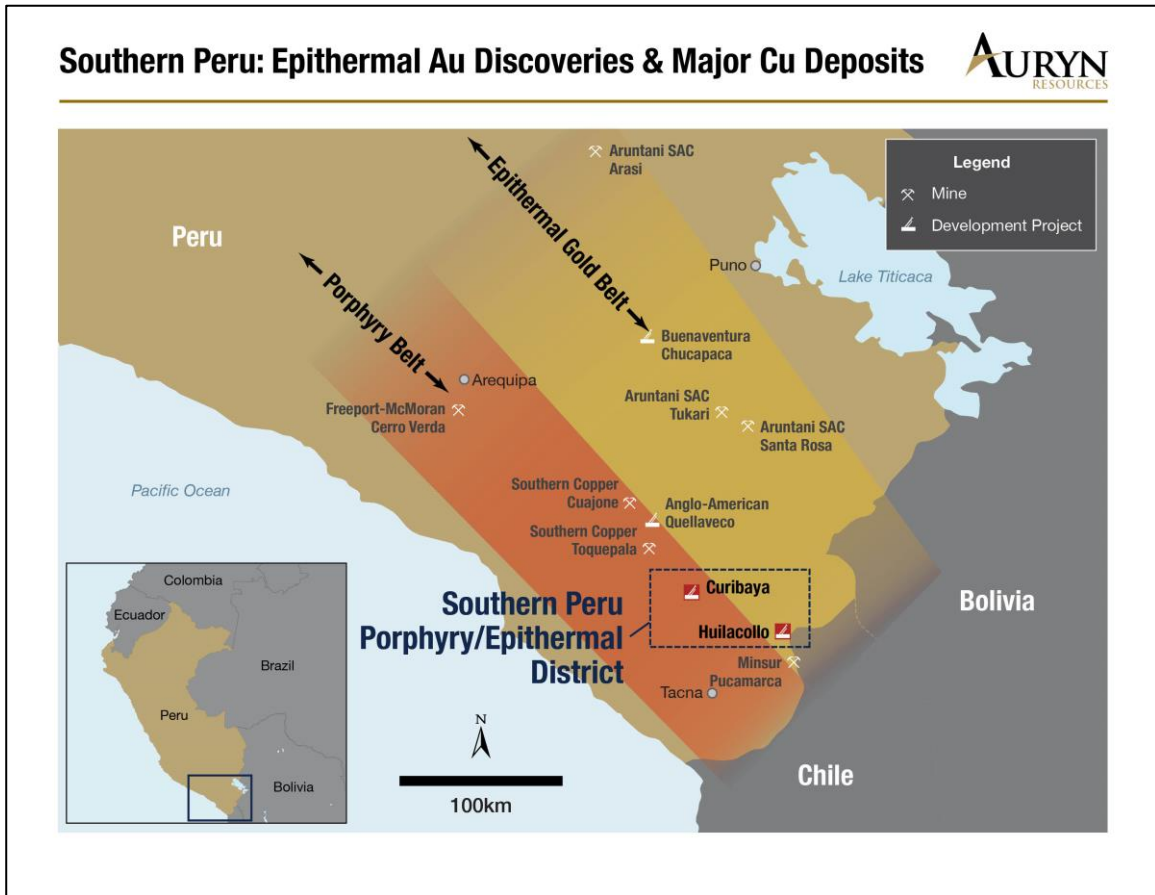 Southern Peru: Epithermal Au Discoveries & Major Cu Deposits
AURYN
RESOURCES
Aruntani SAC
Arasi
Legend
Mine
Development Project
Epithermal Gold Belt
Peru
Puno
Lake Titicaca
Porphyry Belt
Buenaventura
Chucapaca
Arequipa
Freeport-McMoran
Cerro Verda
Aruntani SAC
Tukari
Aruntani SAC
Santa Rosa
Pacific Ocean
Southern Copper
Cuajone
Anglo-American
Quellaveco
Southern Copper
Toquepala
Southern Peru
Porphyry/Epithermal
District
Curibaya
Huilacollo
Bolivia
Minsur
Pucamarca
Tacna
N
100km
Chile
Colombia
Ecuador
Brazil
Peru
Bolivia